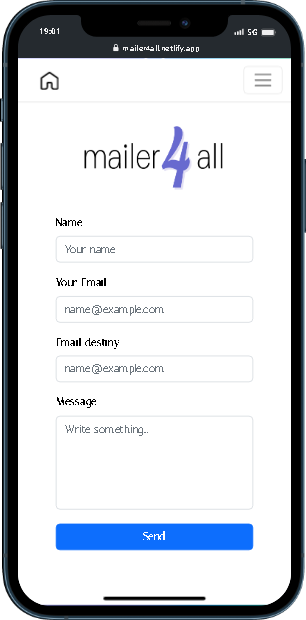 19:01
5G
mailer4all.netlify.app
mailer4all
Name
Your name
Your Email
name@example.com
Email destiny
name@example.com
Message
Write something..
Send